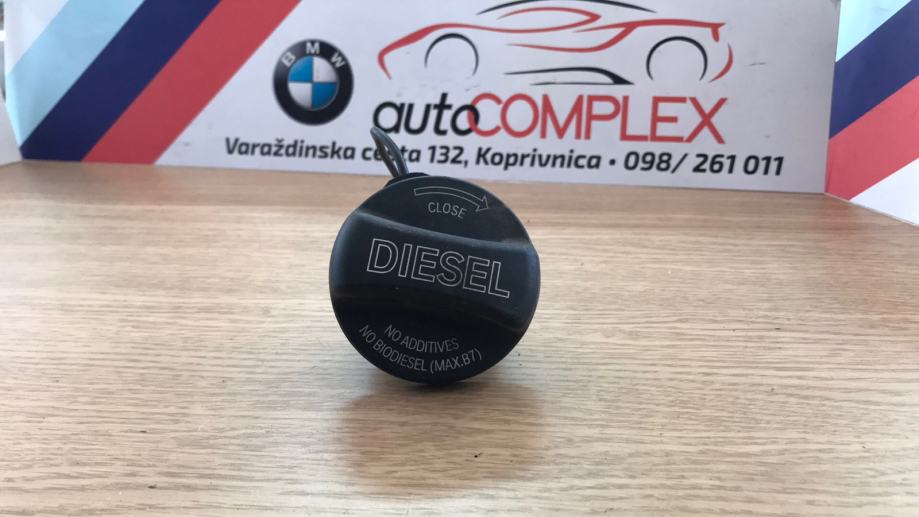 BMW
autoCOMPLEX
Varaždinska cesta 132, Koprivnica • 098/ 261 011
CLOSE
DIESEL
NO ADDITIVES
NO BIODIESEL (MAX.B7)